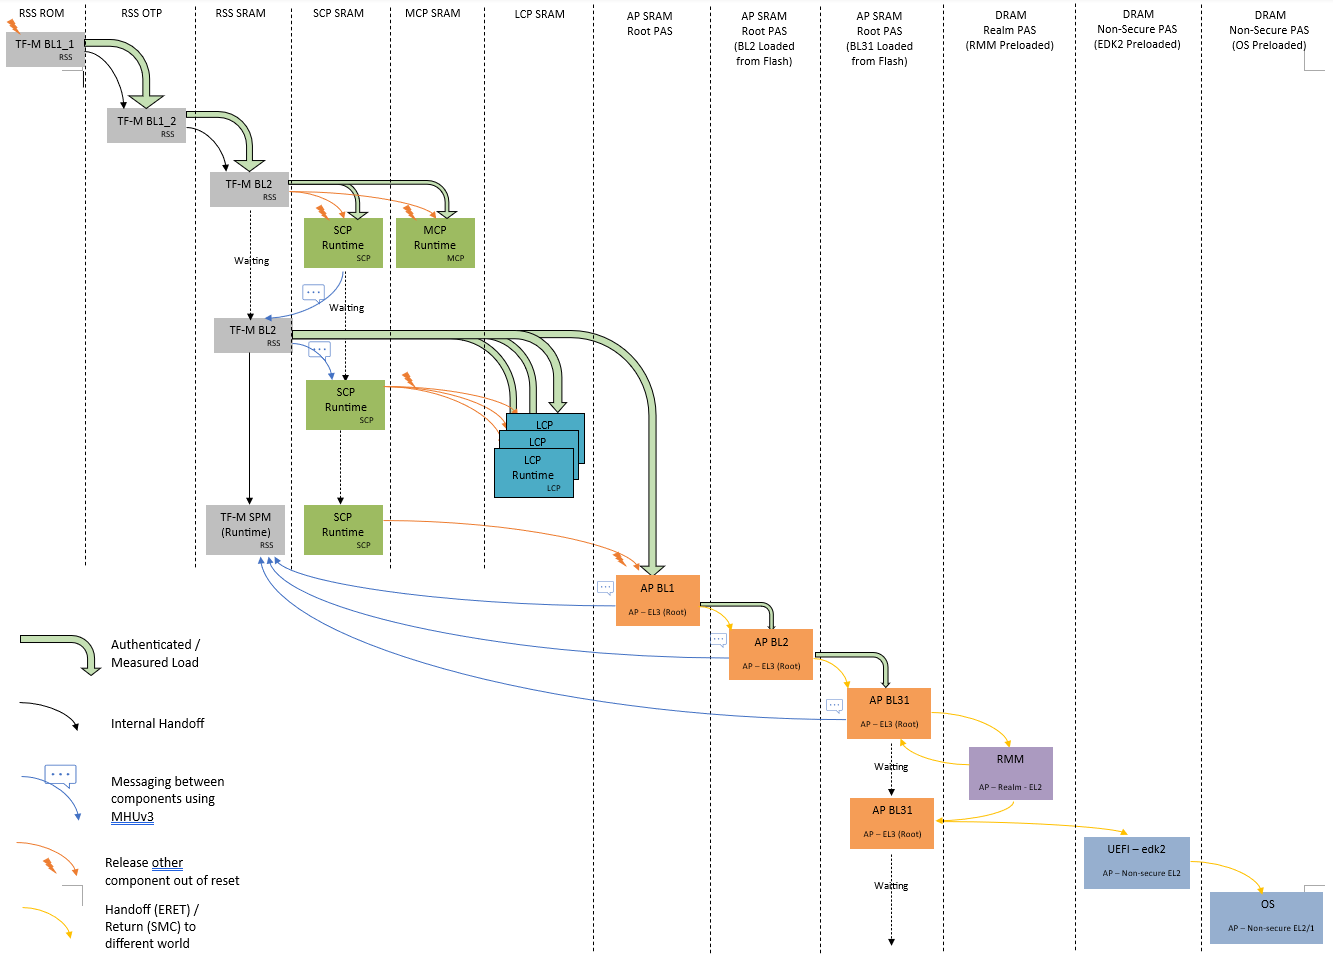 RSS ROM
RSS OTP
RSS SRAM
SCP SRAM
MCP SRAM
LCP SRAM
AP SRAM
Root PAS
AP SRAM
Root PAS
(BL2 Loaded
from Flash)
AP SRAM
Root PAS
(BL31 Loaded
from Flash)
DRAM
Realm PAS
(RMM Preloaded)
DRAM
Non-Secure PAS
(EDK2 Preloaded)
DRAM
Non-Secure PAS
(OS Preloaded)
TF-M BL1_1
RSS
TF-M BL1_2
RSS
TF-M BL2
RSS
SCP
Runtime
SCP
MCP
Runtime
MCP
Waiting
Waiting
TF-M BL2
RSS
SCP
Runtime
SCP
LCP
LCP
LCP
Runtime
LCP
TF-M SPM
(Runtime)
RSS
SCP
Runtime
SCP
AP BL1
AP – EL3 (Root)
AP BL2
AP – EL3 (Root)
AP BL31
AP – EL3 (Root)
Waiting
RMM
AP – Realm - EL2
AP BL31
AP – EL3 (Root)
UEFI – edk2
AP – Non-secure EL2
Waiting
OS
AP – Non-secure EL2/1
Authenticated /
Measured Load
Internal Handoff
Messaging between
components using
MHUv3
Release other
component out of reset
Handoff (ERET) /
Return (SMC) to
different world